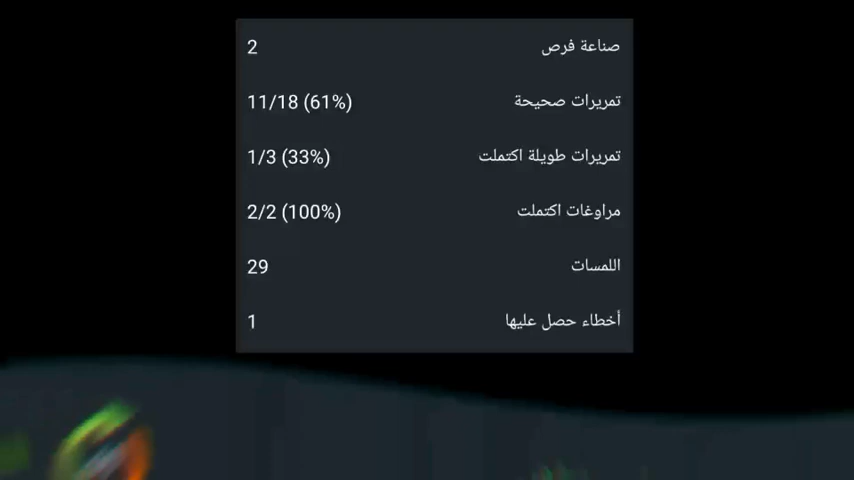 صناعة فرص 2
تمريرات صحيحة 11/18 (61%)
تمريرات طويلة اكتملت 1/3 (33%)
مراوغات اكتملت 2/2 (100%)
اللمسات 29
أخطاء حصل عليها 1